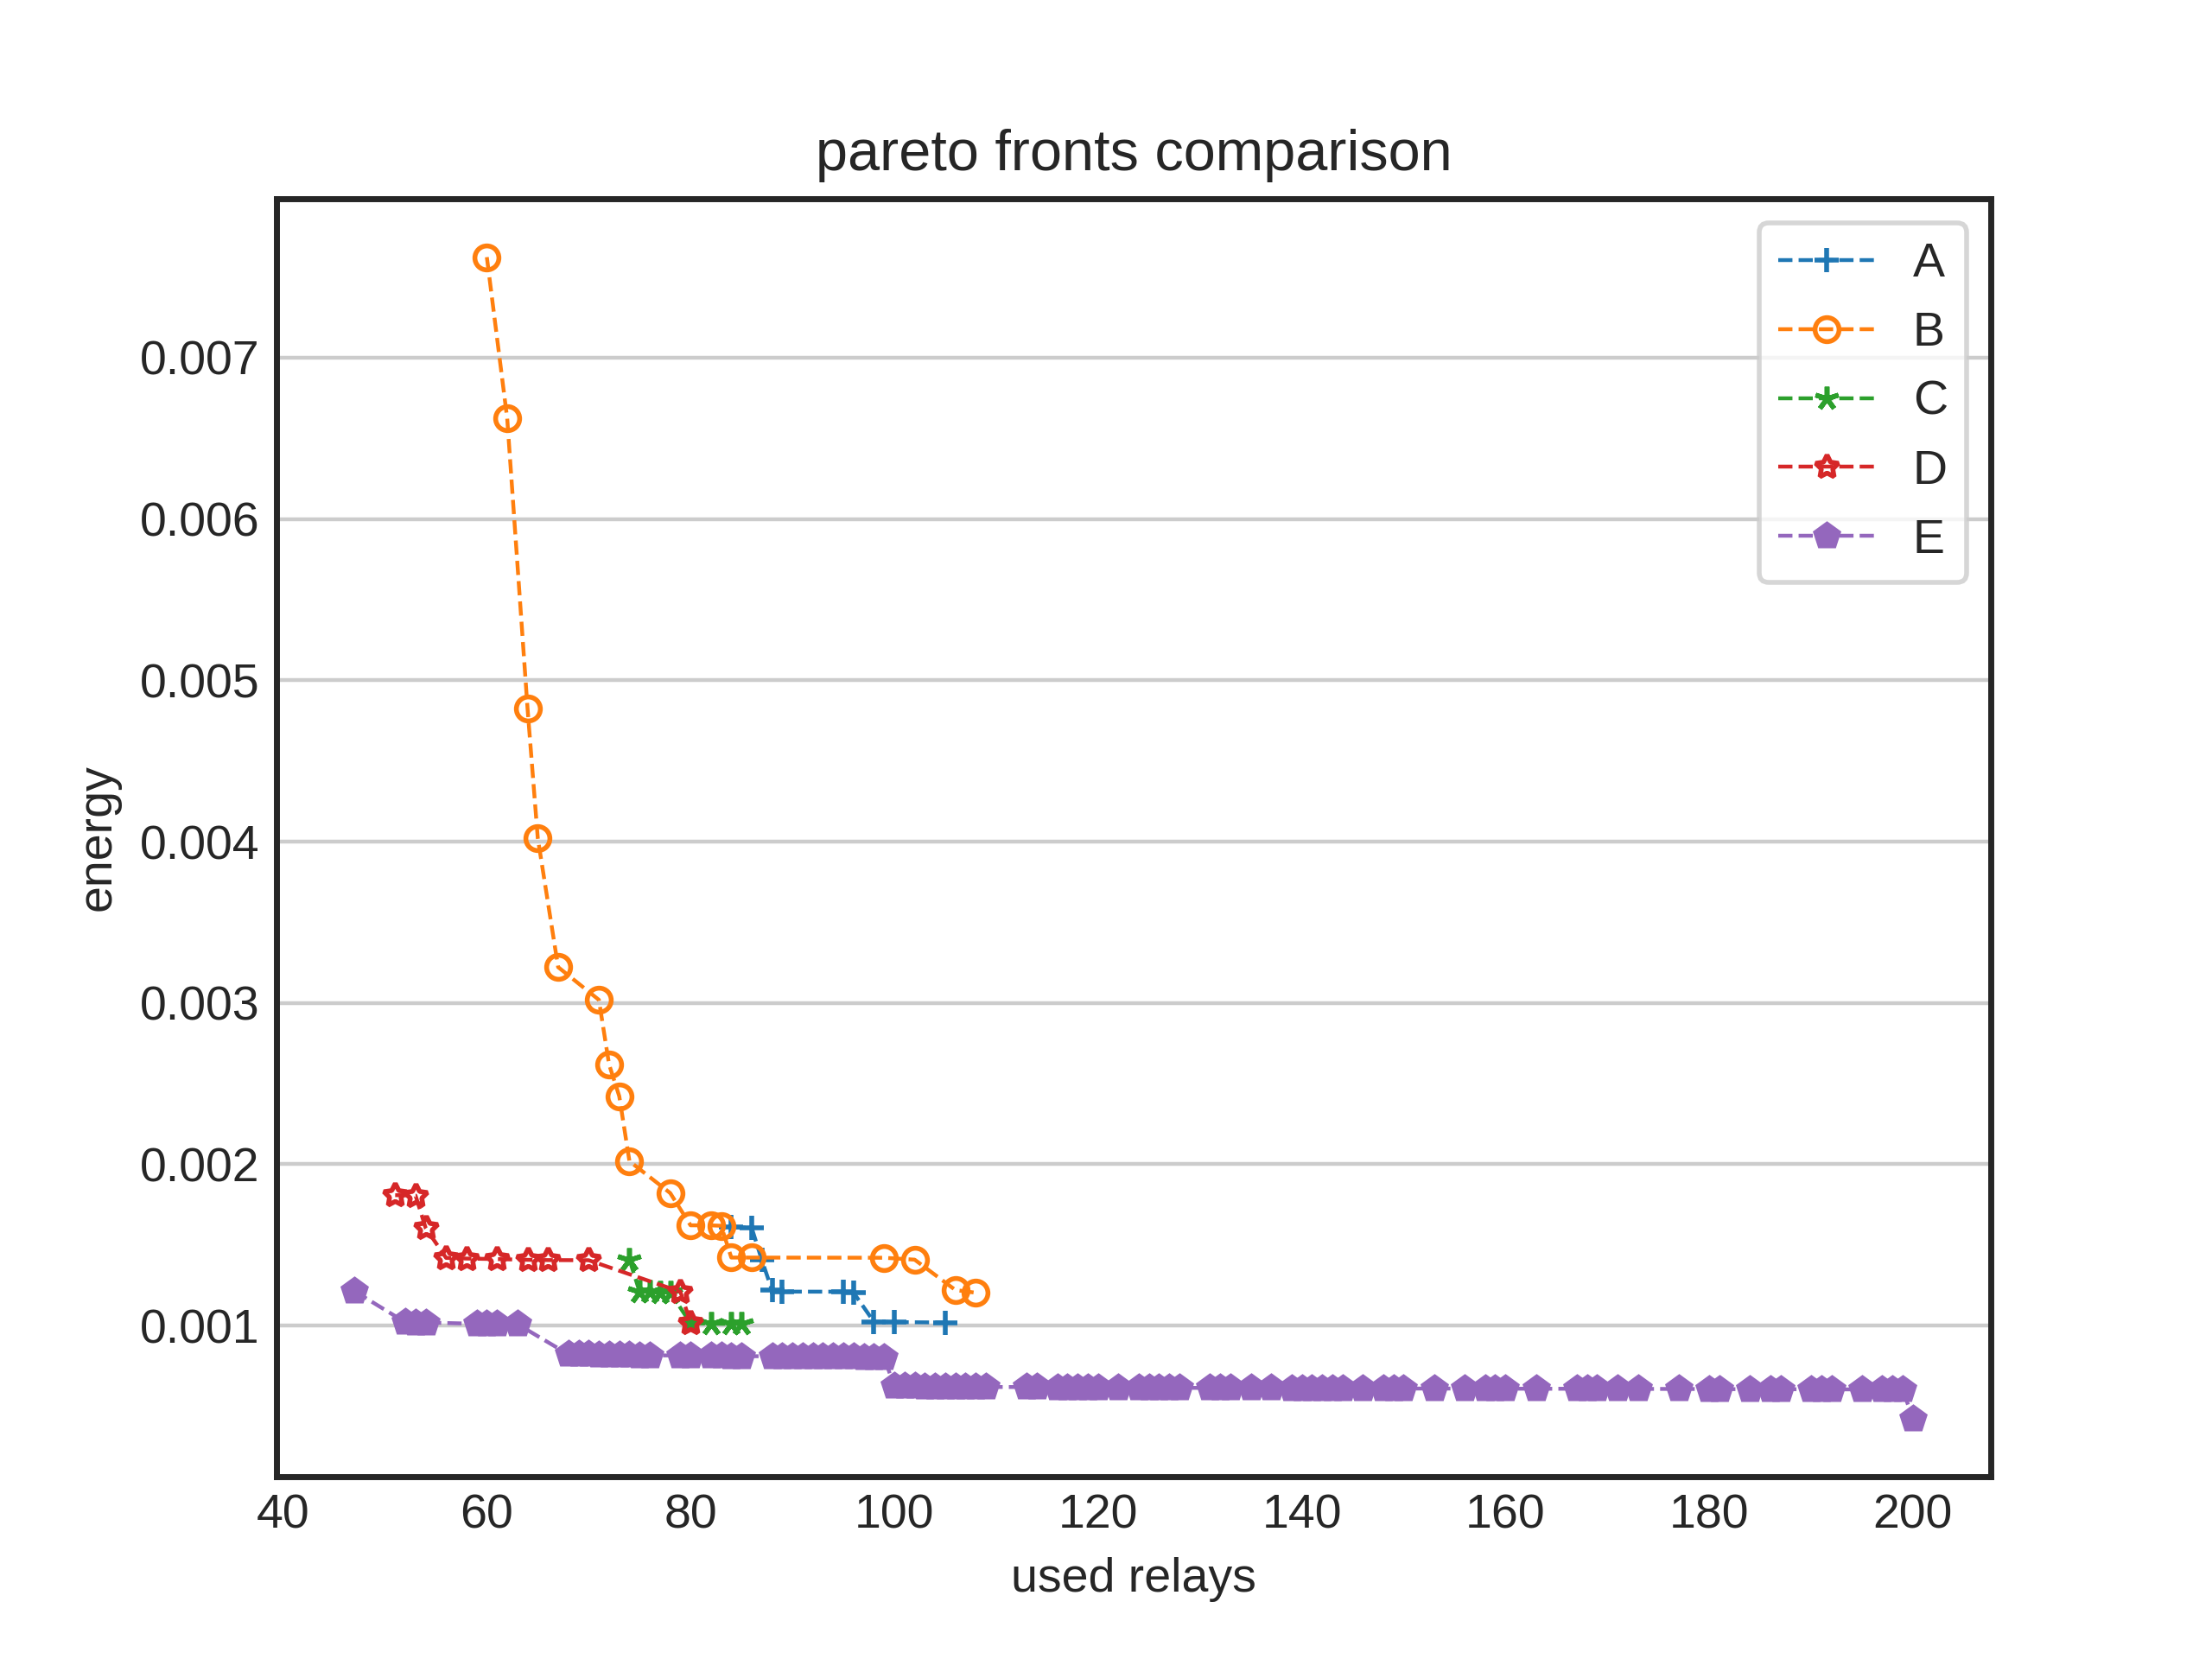 pareto fronts comparison
A
B
C
D
E
0.007
0.006
0.005
0.004
0.003
0.002
0.001
energy
40 60 80 100 120 140 160 180 200
used relays